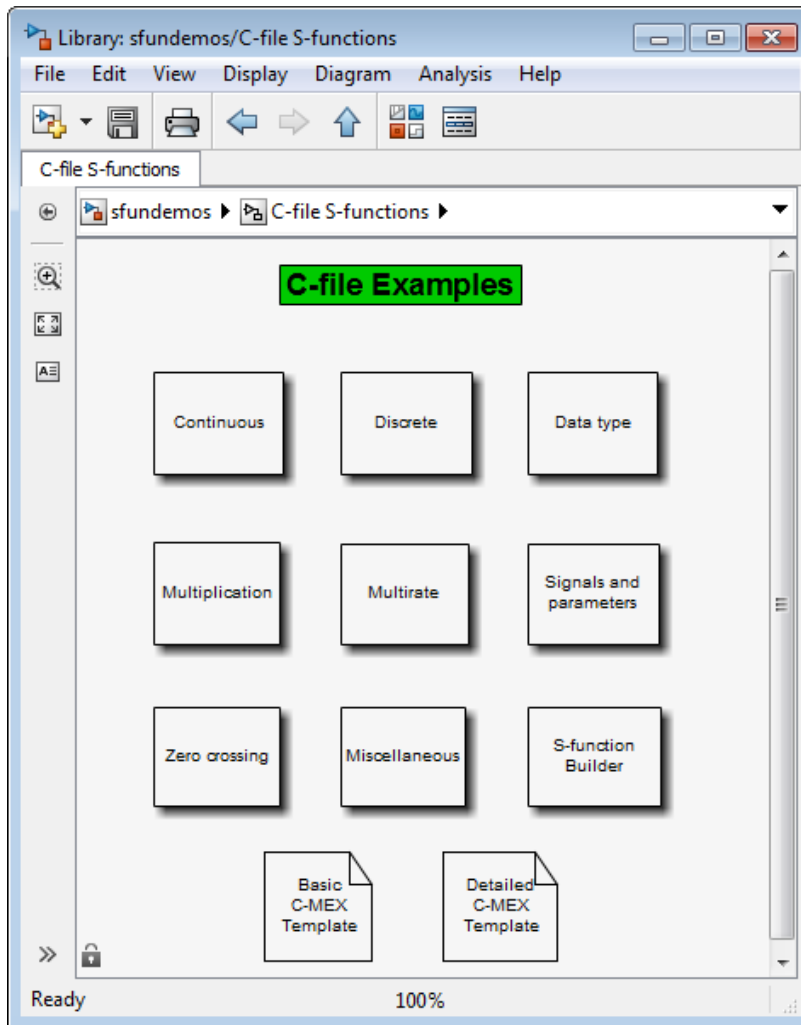 Library: sfundemos/C-file S-functions
File Edit View Display Diagram Analysis Help
C-file S-functions
sfundemos C-file S-functions
C-file Examples
Continuous
Discrete
Data type
Multiplication
Multirate
Signals and
parameters
Zero crossing
Miscellaneous
S-function
Builder
Basic
C-MEX
Template
Detailed
C-MEX
Template
Ready 100%